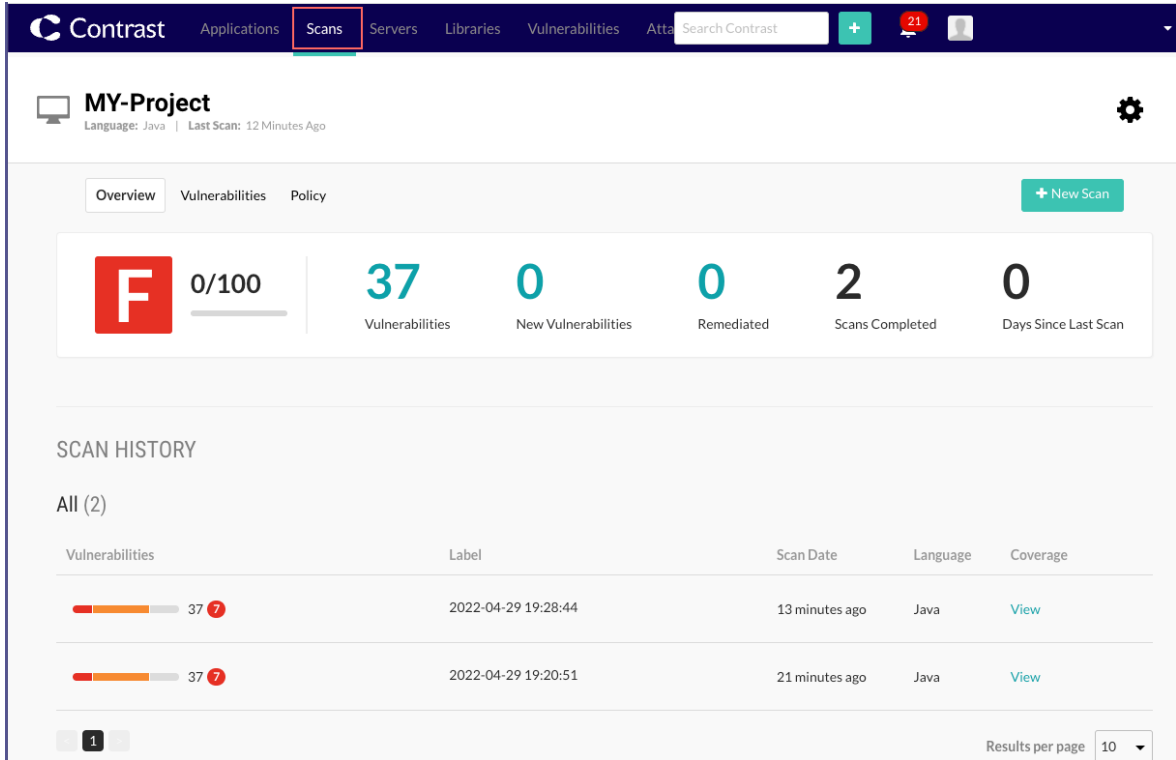 Contrast Applications Scans Servers Libraries Vulnerabilities Atta Search Contrast + 21
MY-Project
Language: Java | Last Scan: 12 Minutes Ago
Overview Vulnerabilities Policy + New Scan
F 0/100 37 0 0 2 0
Vulnerabilities New Vulnerabilities Remediated Scans Completed Days Since Last Scan
SCAN HISTORY
All (2)
Vulnerabilities Label Scan Date Language Coverage
37 7 2022-04-29 19:28:44 13 minutes ago Java View
37 7 2022-04-29 19:20:51 21 minutes ago Java View
< 1 > Results per page 10